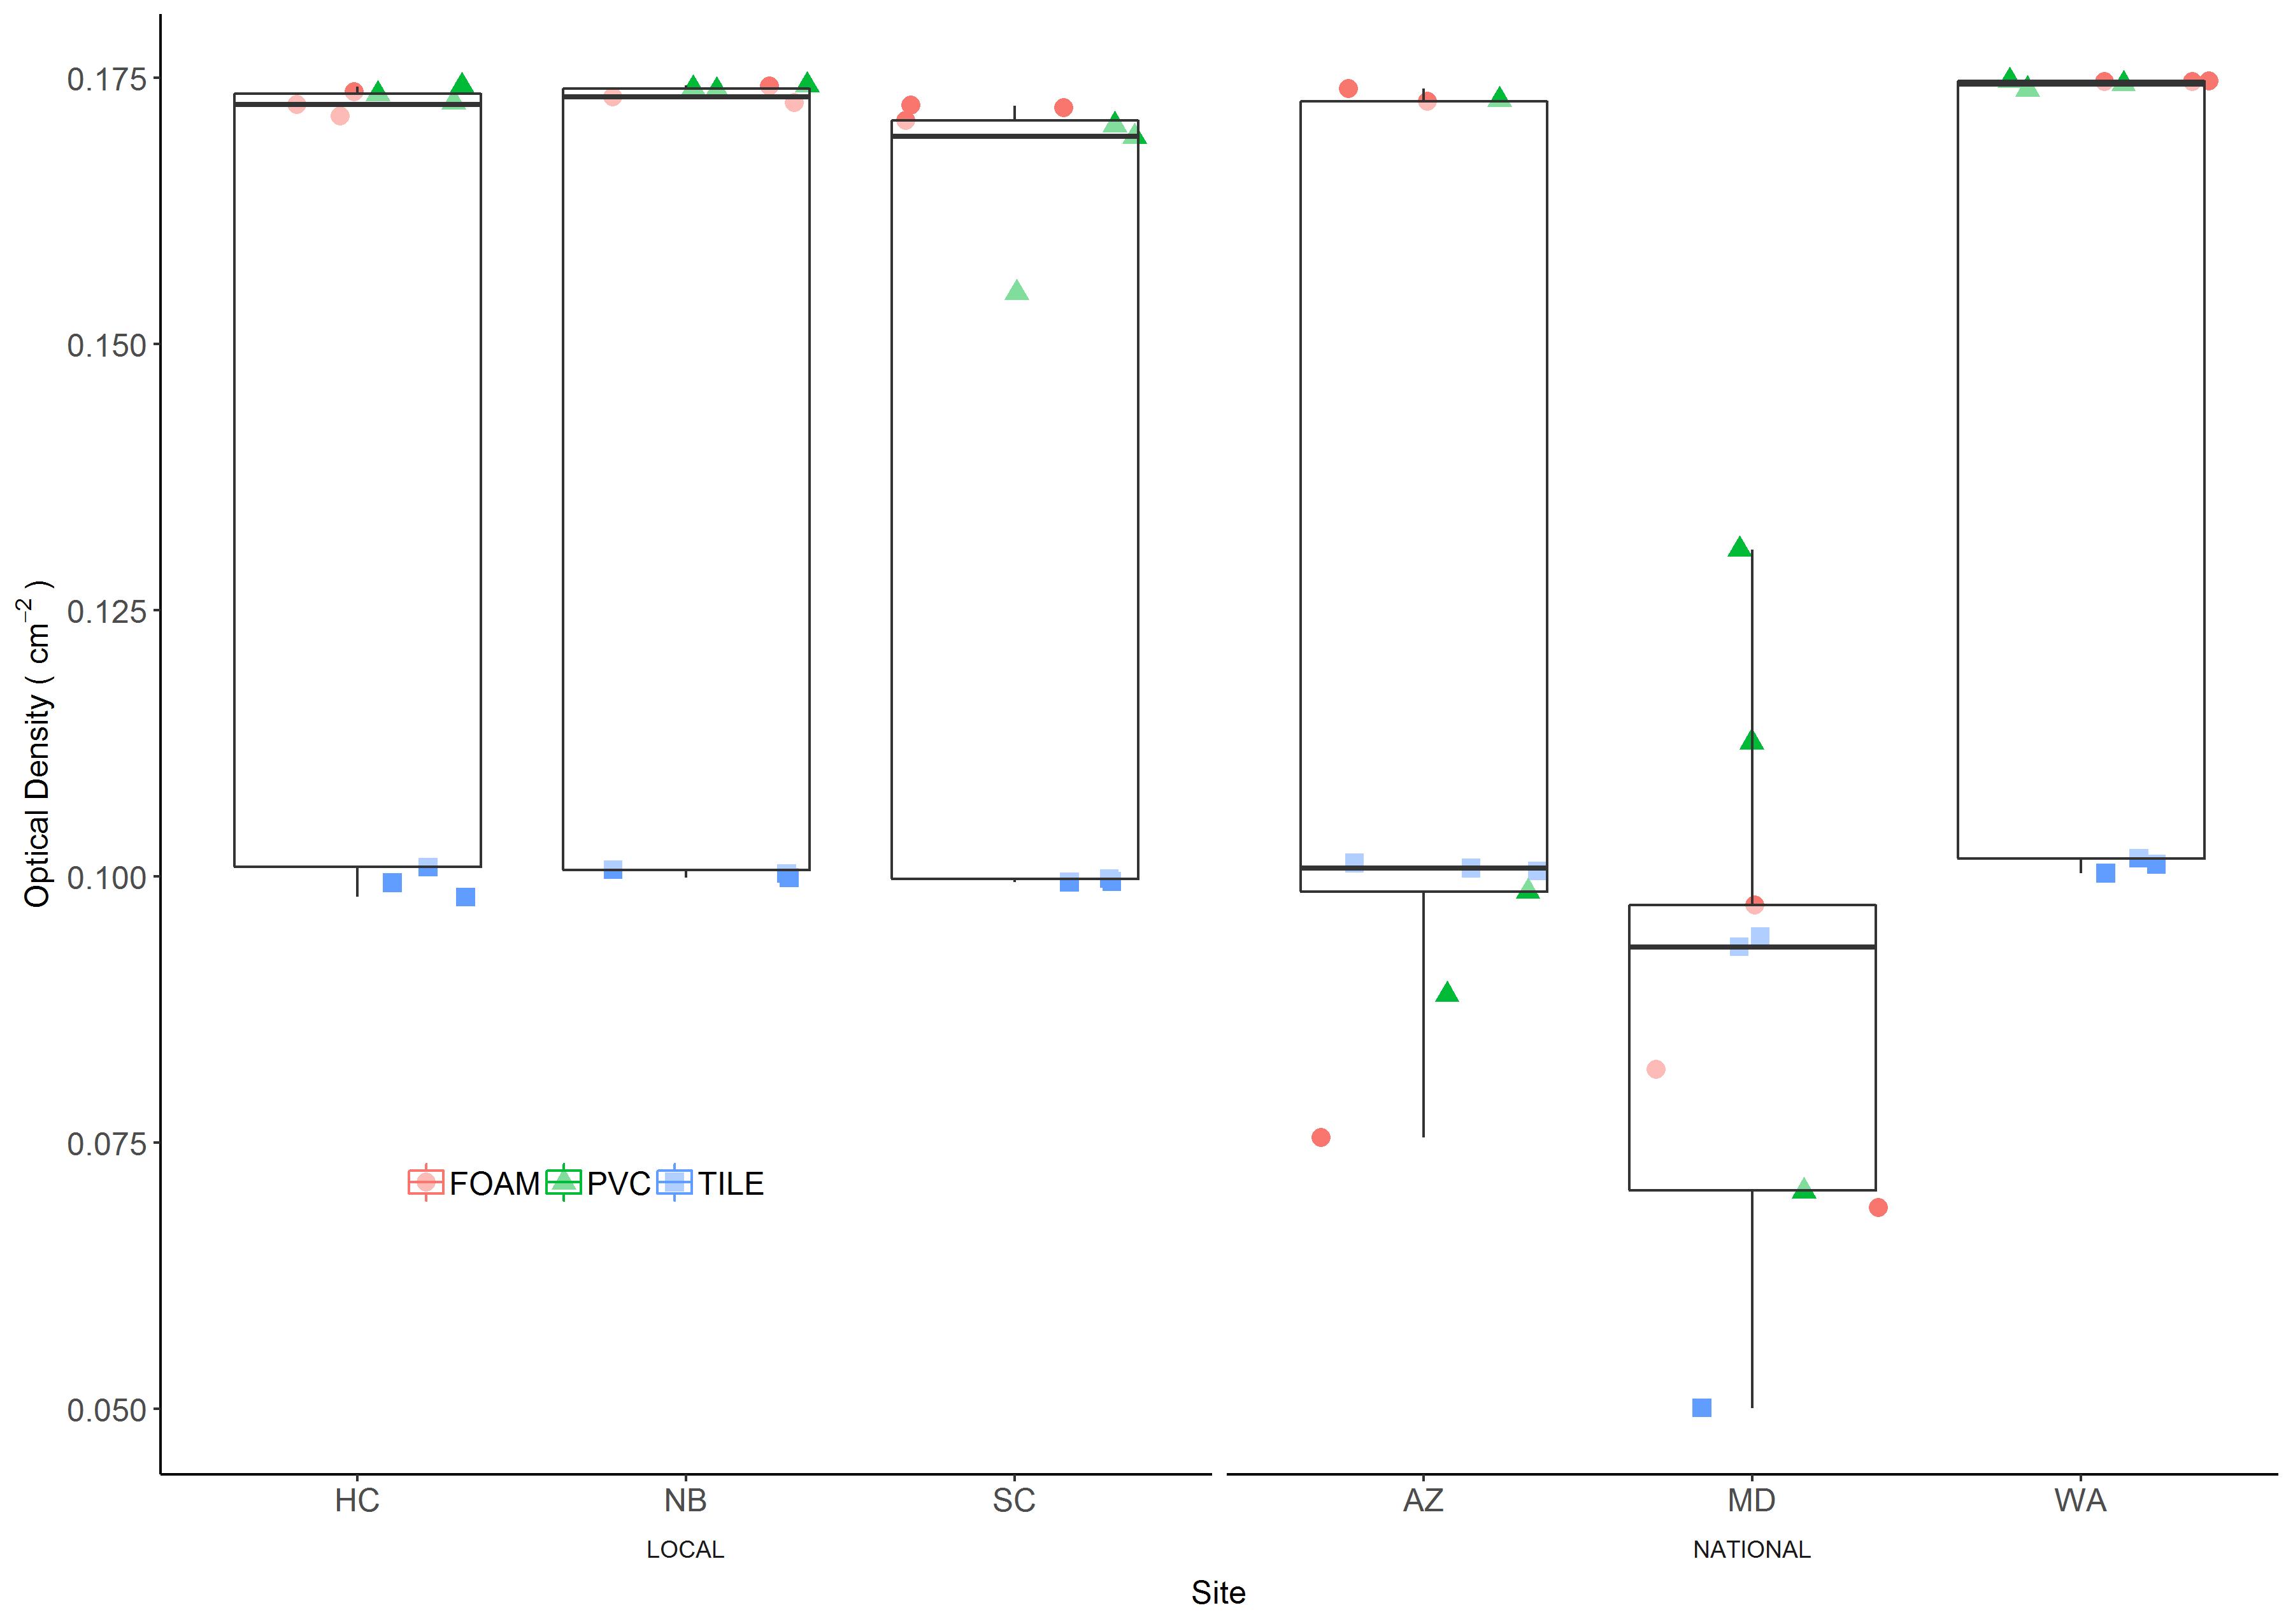 0.175
0.150
0.125
0.100
0.075
0.050
Optical Density ( cm⁻² )
FOAM PVC TILE
HC NB SC AZ MD WA
LOCAL NATIONAL
Site